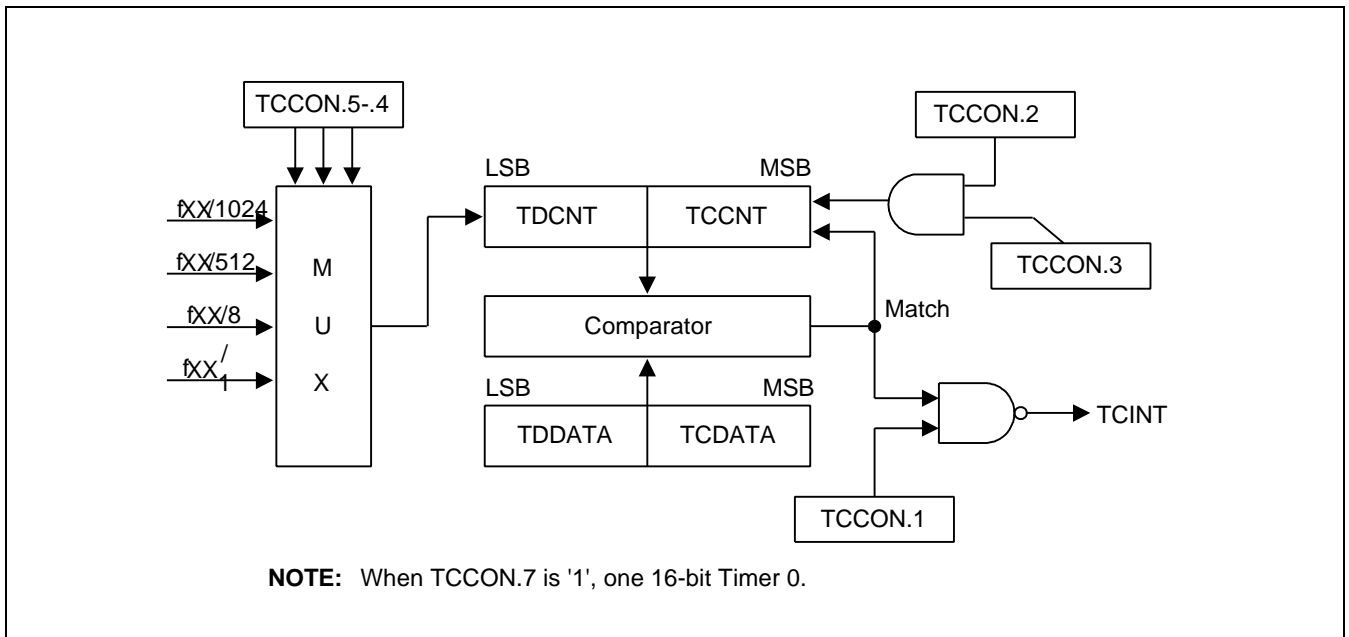 TCCON.5-.4
TCCON.2
LSB MSB
fXX/1024
TDCNT TCCNT
TCCON.3
fXX/512
M
fXX/8
U
Comparator
Match
fXX/1
X
LSB MSB
TDDATA TCDATA
TCINT
TCCON.1
NOTE: When TCCON.7 is '1', one 16-bit Timer 0.